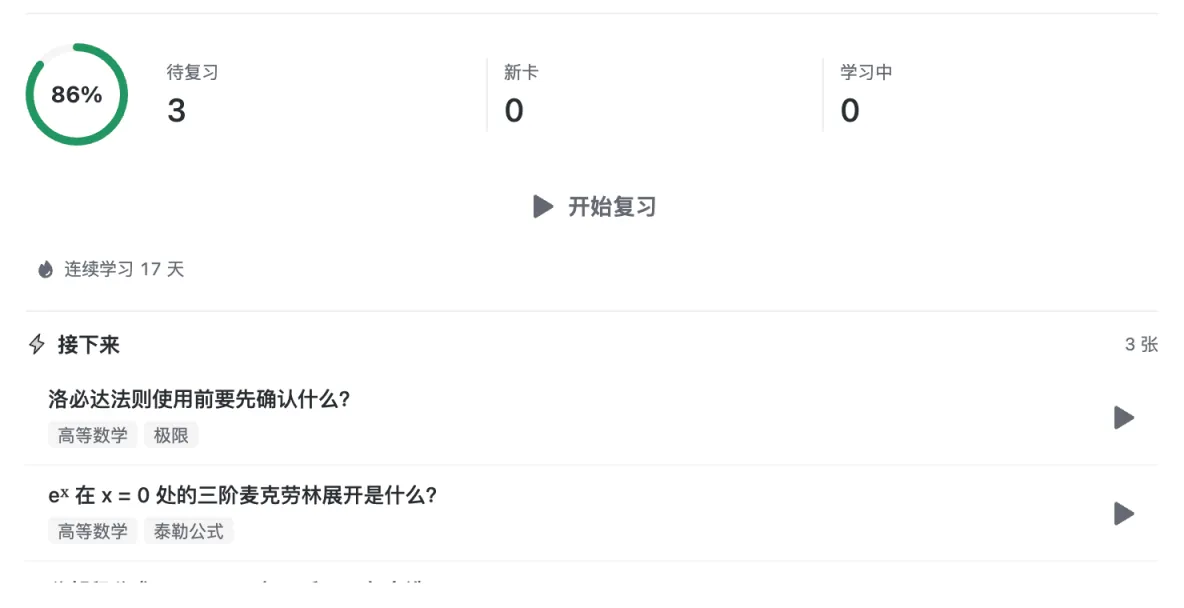 86%
待复习
3
新卡
0
学习中
0
开始复习
连续学习 17 天
接下来
3 张
洛必达法则使用前要先确认什么?
高等数学 极限
eˣ 在 x = 0 处的三阶麦克劳林展开是什么?
高等数学 泰勒公式